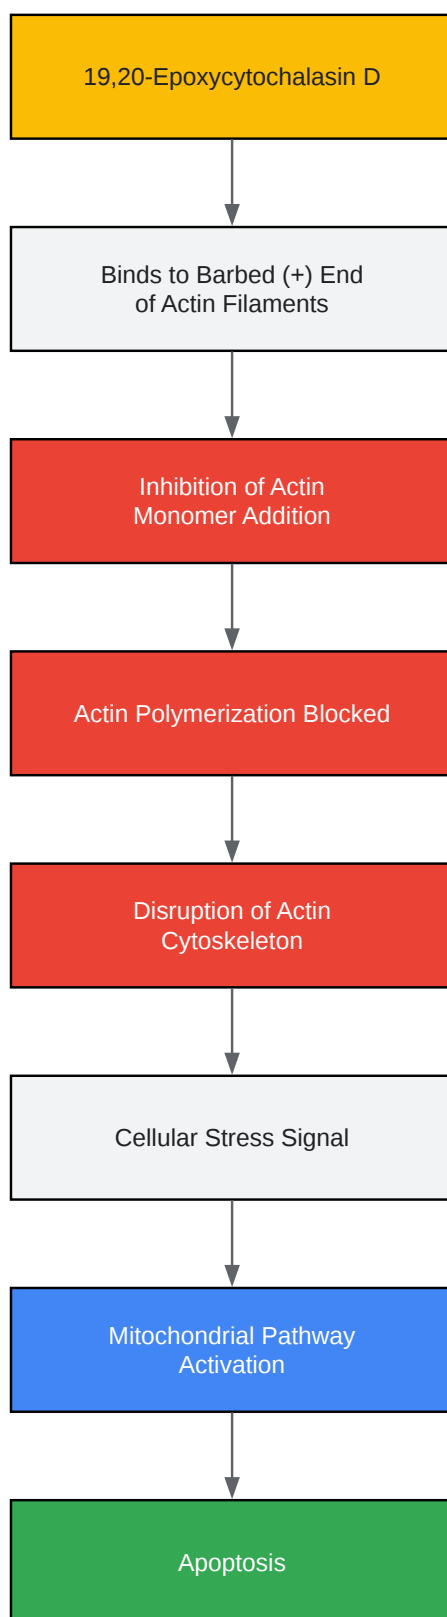 19,20-Epoxycytochalasin D
Binds to Barbed (+) End
of Actin Filaments
Inhibition of Actin
Monomer Addition
Actin Polymerization Blocked
Disruption of Actin
Cytoskeleton
Cellular Stress Signal
Mitochondrial Pathway
Activation
Apoptosis